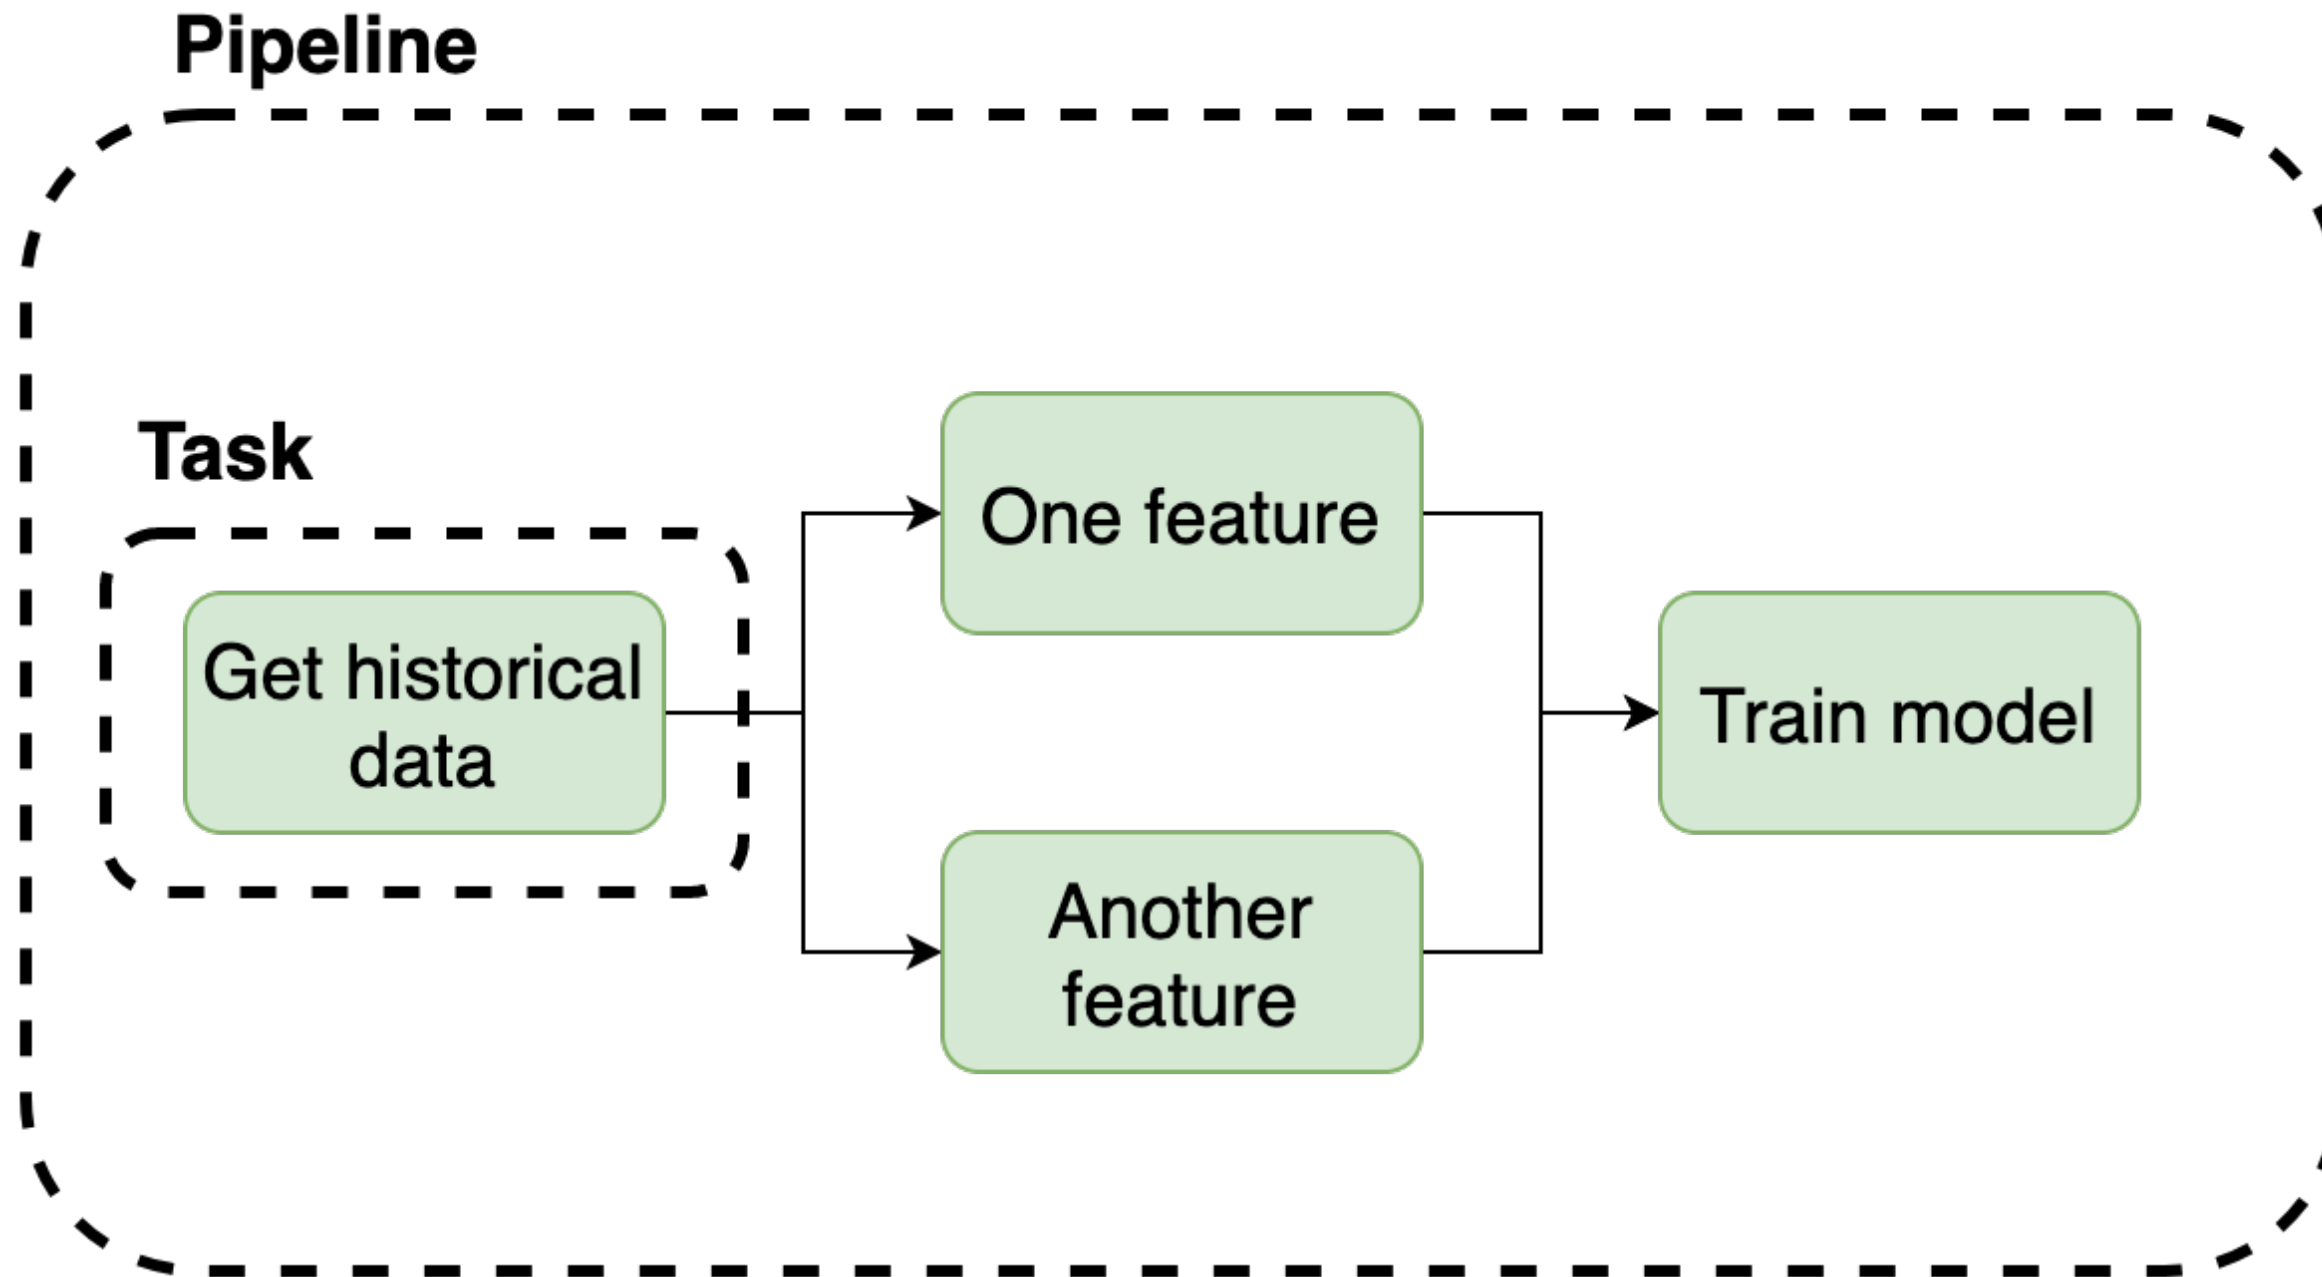 Pipeline
Task
Get historical
data
One feature
Another
feature
Train model